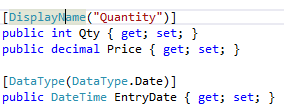 [DisplayName("Quantity")]
public int Qty { get; set; }
public decimal Price { get; set; }
[DataType(DataType.Date)]
public DateTime EntryDate { get; set; }